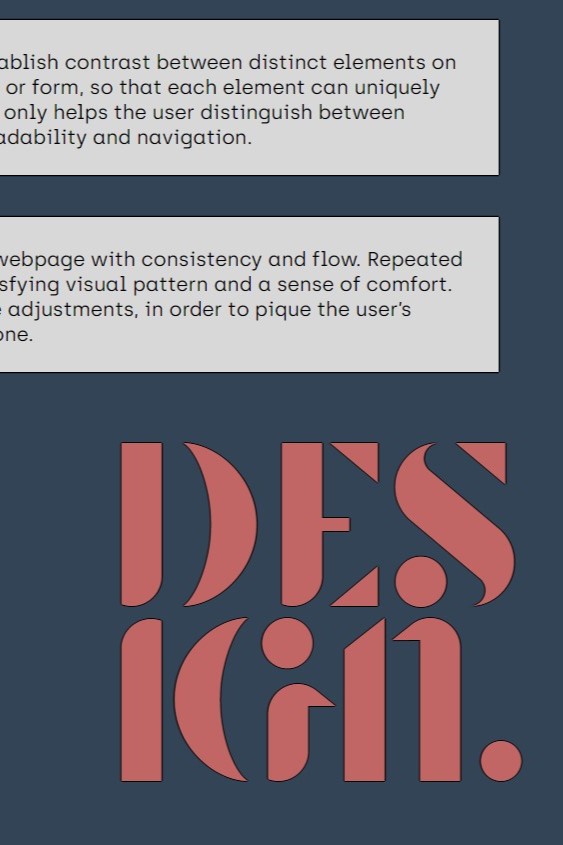 ablish contrast between distinct elements on
or form, so that each element can uniquely
only helps the user distinguish between
adability and navigation.
webpage with consistency and flow. Repeated
sfying visual pattern and a sense of comfort.
e adjustments, in order to pique the user's
one.
DES
IGN.